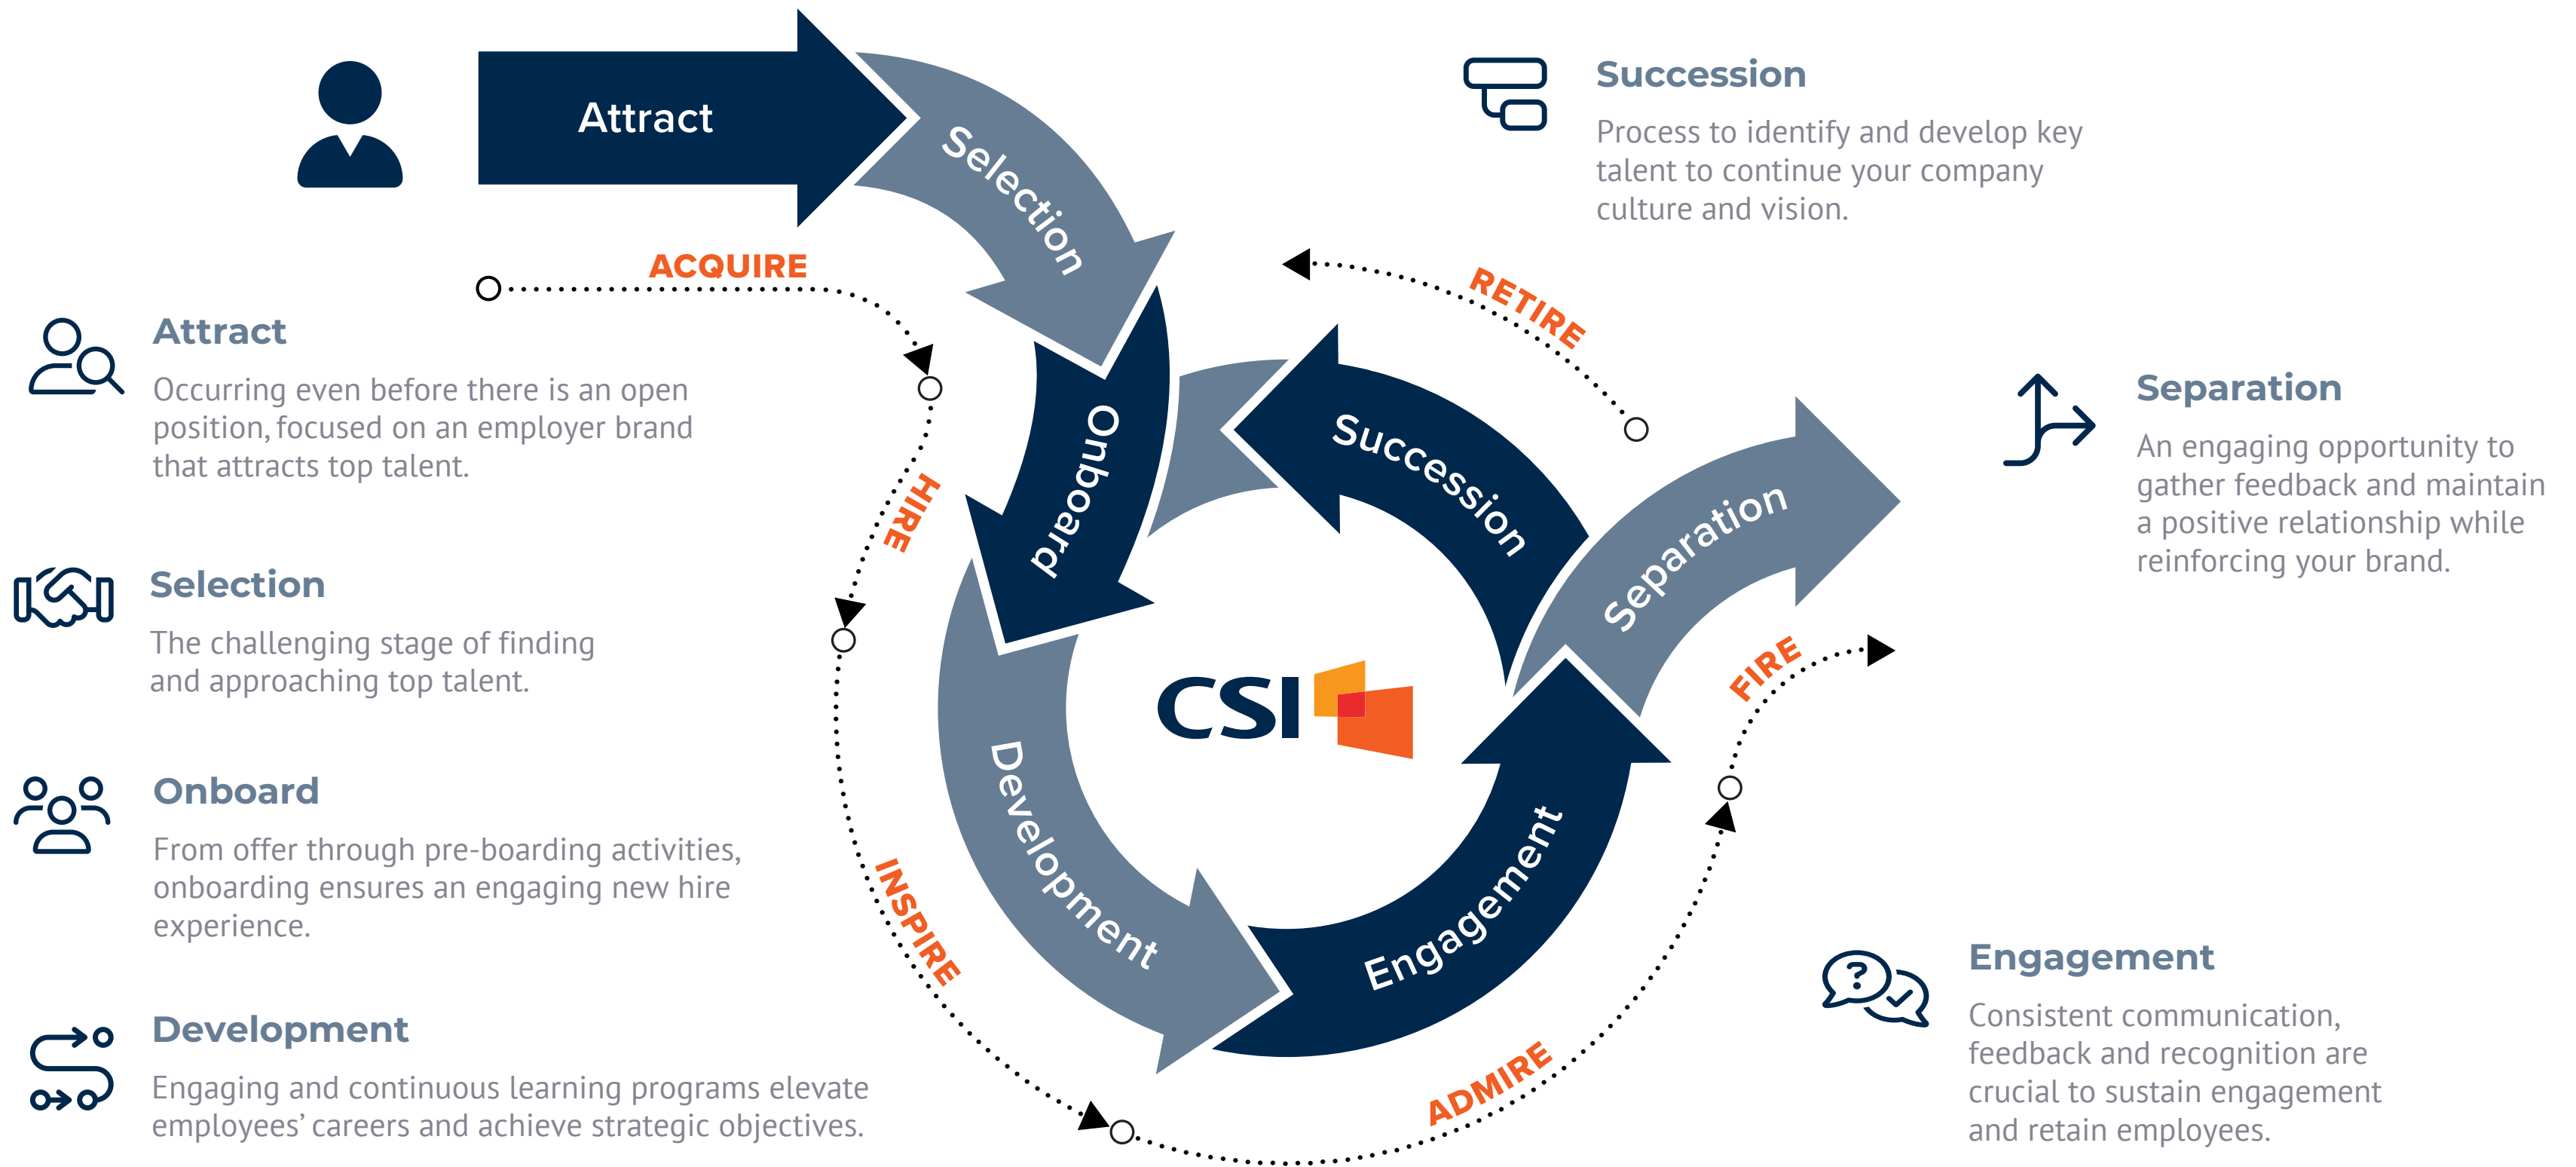 Attract
Selection
Onboard
Development
Engagement
Succession
Separation
ACQUIRE
HIRE
INSPIRE
ADMIRE
FIRE
RETIRE
CSI
Attract
Occurring even before there is an open
position, focused on an employer brand
that attracts top talent.
Selection
The challenging stage of finding
and approaching top talent.
Onboard
From offer through pre-boarding activities,
onboarding ensures an engaging new hire
experience.
Development
Engaging and continuous learning programs elevate
employees’ careers and achieve strategic objectives.
Succession
Process to identify and develop key
talent to continue your company
culture and vision.
Separation
An engaging opportunity to
gather feedback and maintain
a positive relationship while
reinforcing your brand.
?
Engagement
Consistent communication,
feedback and recognition are
crucial to sustain engagement
and retain employees.